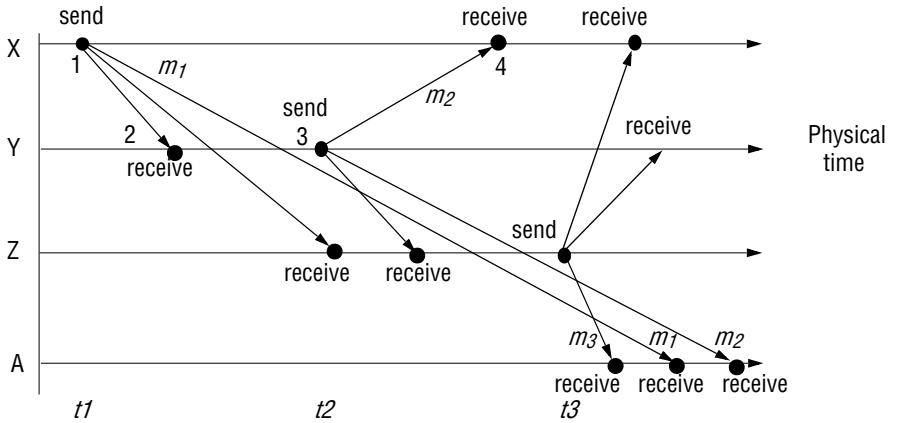 send
receive
receive
X
1
m1
4
m2
send
2
3
receive
Y
receive
Physical
time
send
Z
receive
receive
m3
m1
m2
A
receive
receive
receive
t1
t2
t3